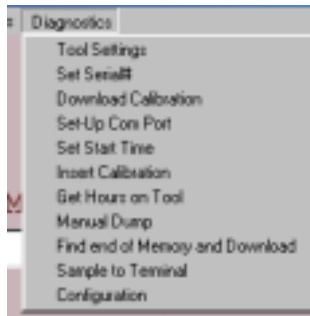 Diagnostics
Tool Settings
Set Serial#
Download Calibration
Set-Up Com Port
Set Start Time
Insert Calibration
Get Hours on Tool
Manual Dump
Find end of Memory and Download
Sample to Terminal
Configuration
M